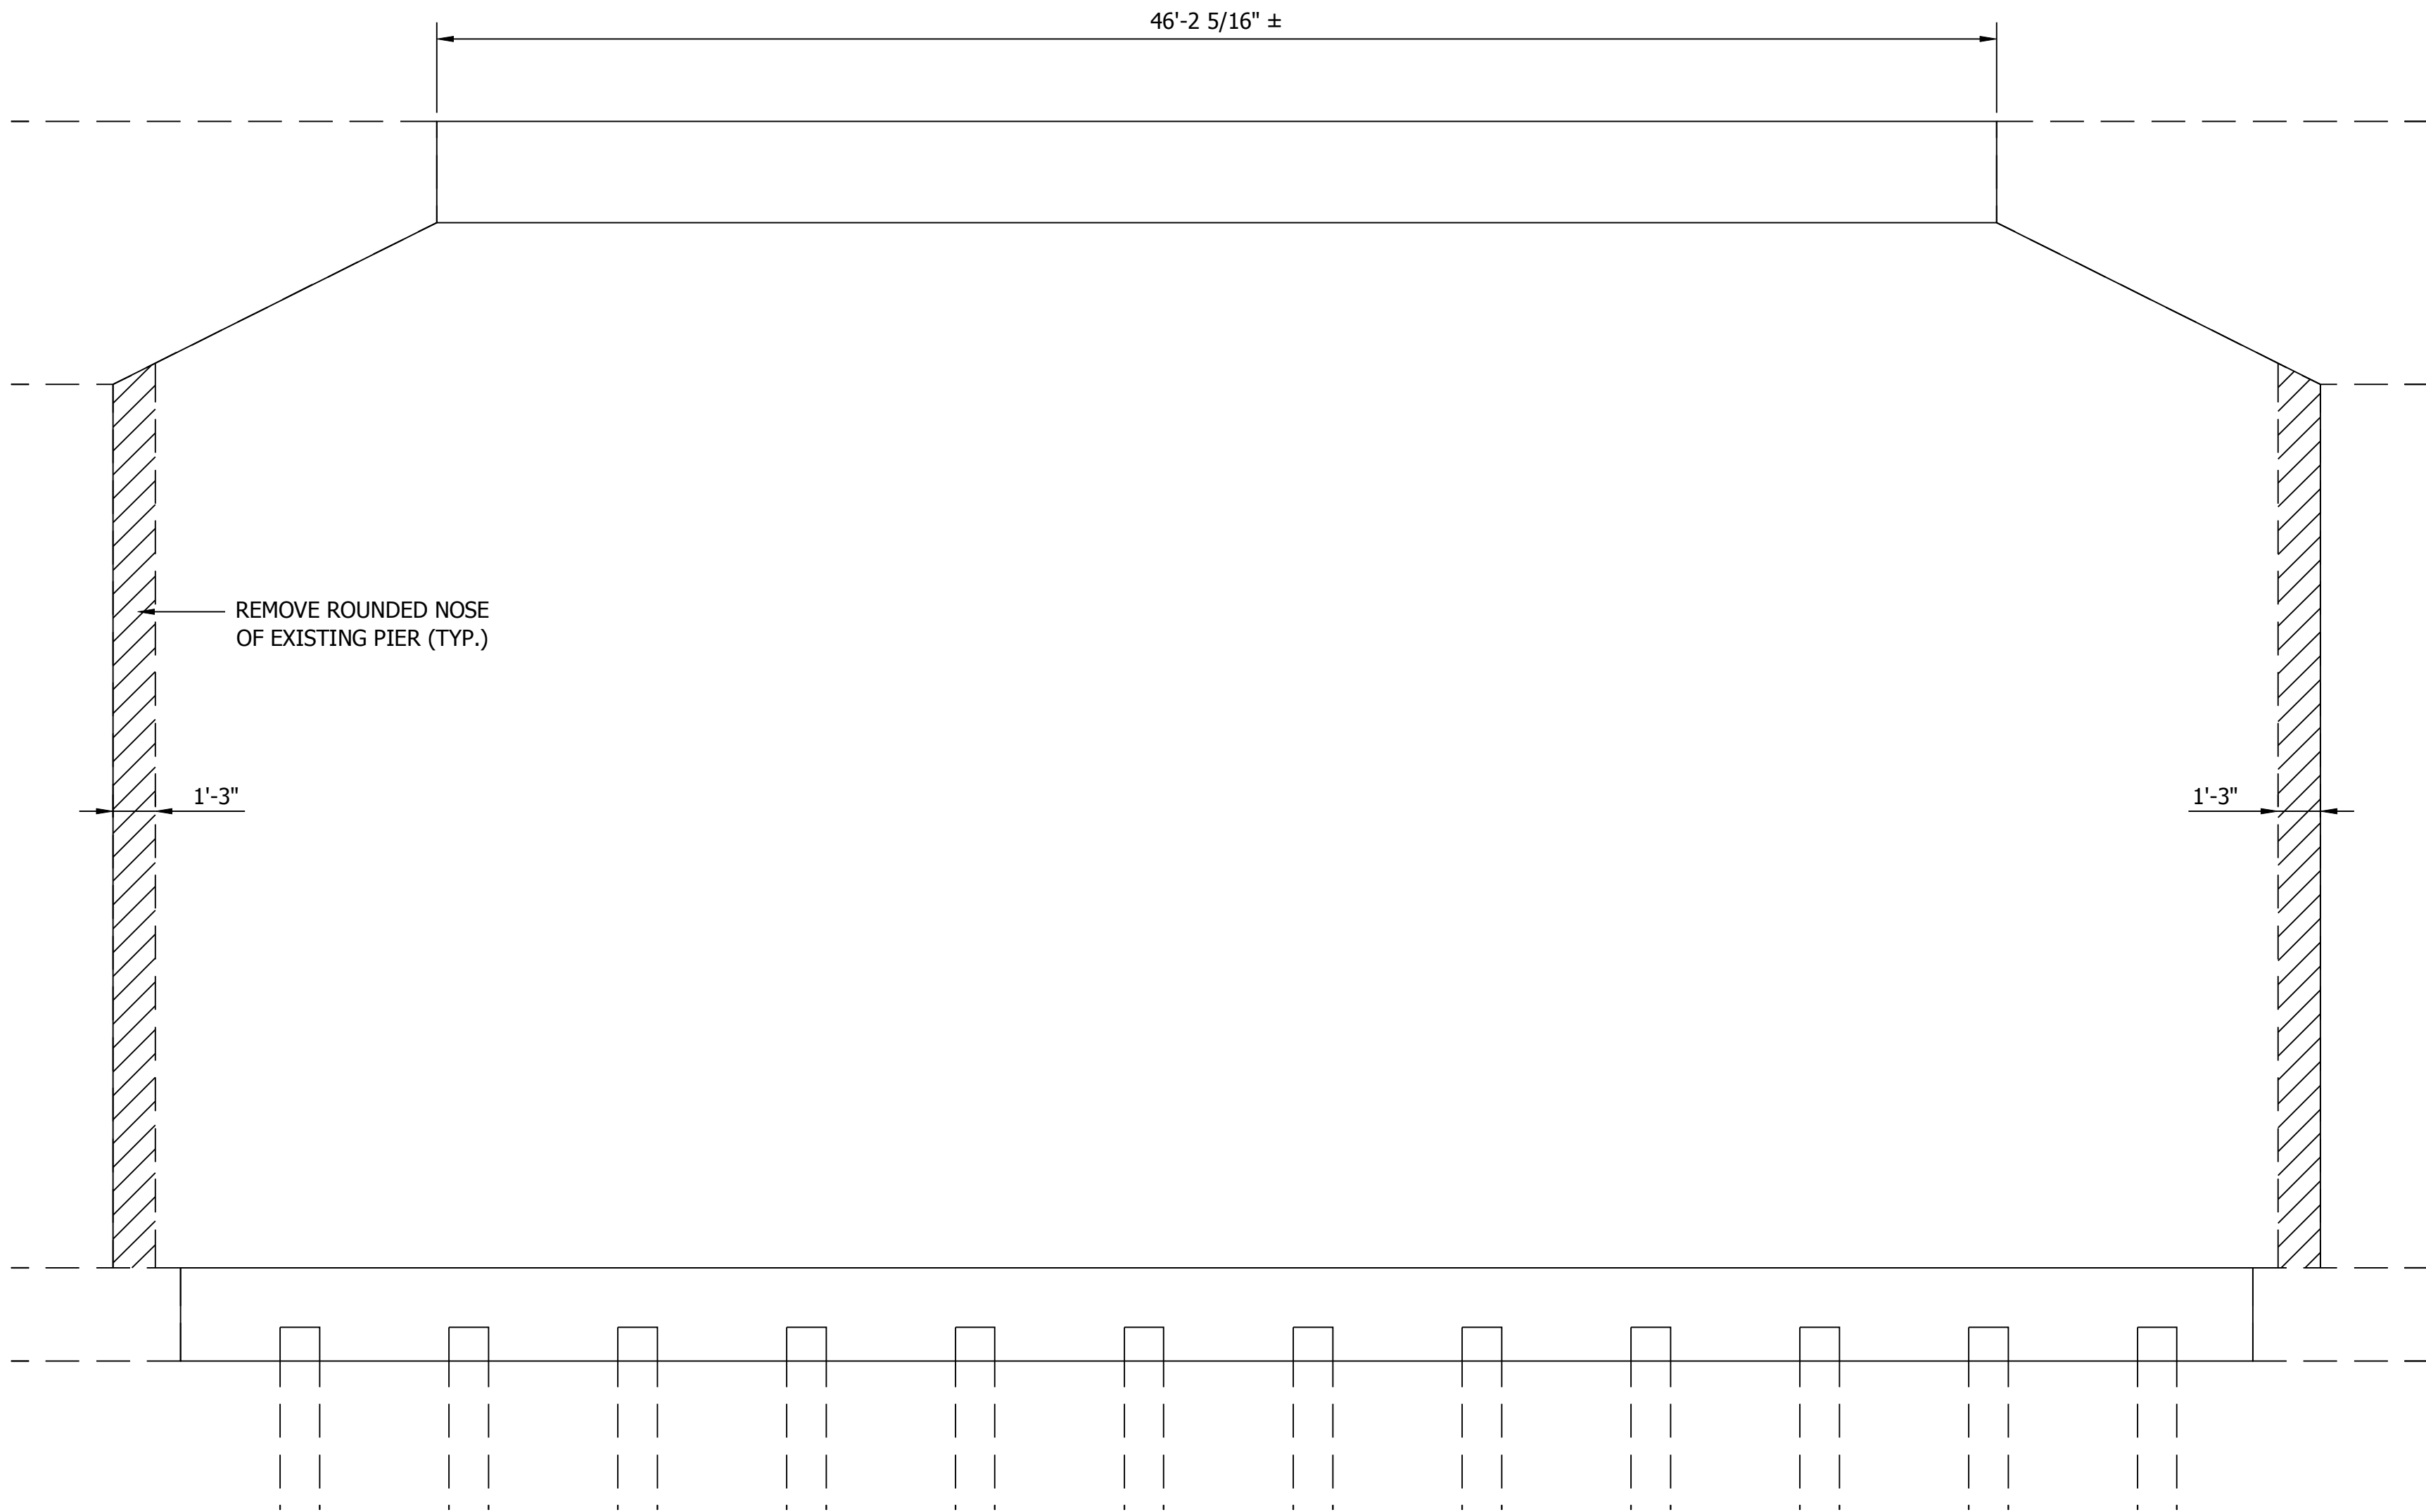 46'-2 5/16" ±
REMOVE ROUNDED NOSE
OF EXISTING PIER (TYP.)
1'-3"
1'-3"